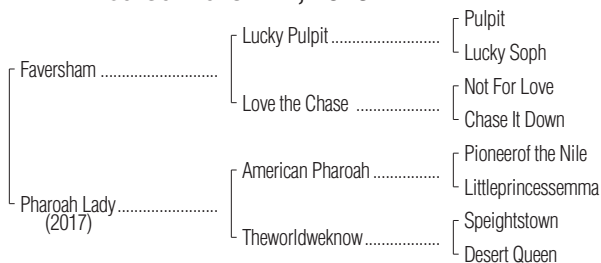 Pulpit
Lucky Pulpit
Lucky Soph
Faversham
Not For Love
Love the Chase
Chase It Down
Pioneerof the Nile
American Pharoah
Littleprincessemma
Pharoah Lady
(2017)
Speightstown
Theworldweknow
Desert Queen